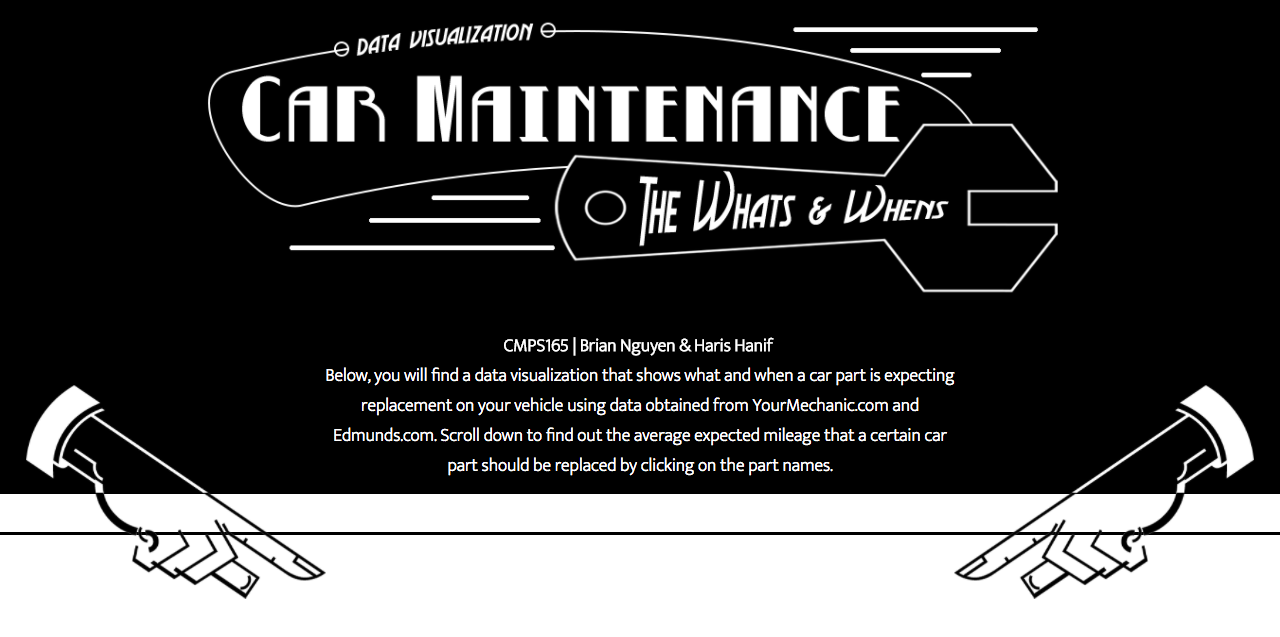 DATA VISUALIZATION
CAR MAINTENANCE
THE WHATS & WHENS
CMPS165 | Brian Nguyen & Haris Hanif
Below, you will find a data visualization that shows what and when a car part is expecting
replacement on your vehicle using data obtained from YourMechanic.com and
Edmunds.com. Scroll down to find out the average expected mileage that a certain car
part should be replaced by clicking on the part names.